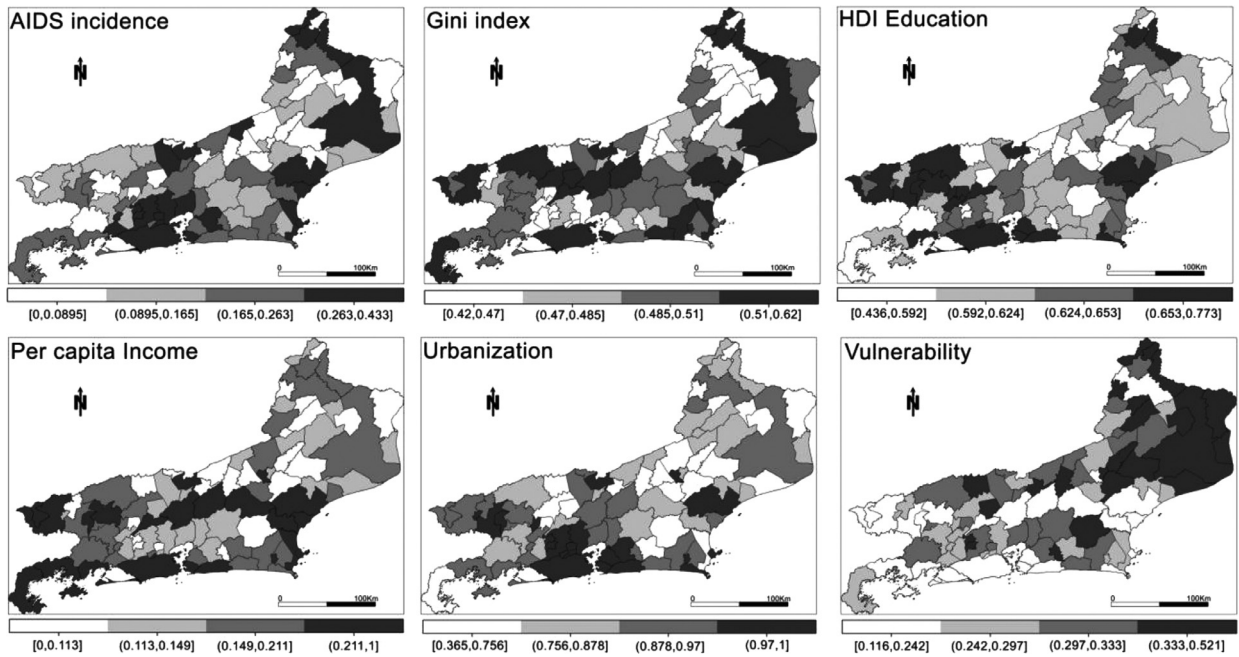 AIDS incidence
N
0 100Km
[0,0.0895] (0.0895,0.165] (0.165,0.263] (0.263,0.433]
Gini index
N
0 100Km
[0.42,0.47] (0.47,0.485] (0.485,0.51] (0.51,0.62]
HDI Education
N
0 100Km
[0.436,0.592] (0.592,0.624] (0.624,0.653] (0.653,0.773]
Per capita Income
N
0 100Km
[0,0.113] (0.113,0.149] (0.149,0.211] (0.211,1]
Urbanization
N
0 100Km
[0.365,0.756] (0.756,0.878] (0.878,0.97] (0.97,1]
Vulnerability
N
0 100Km
[0.116,0.242] (0.242,0.297] (0.297,0.333] (0.333,0.521]